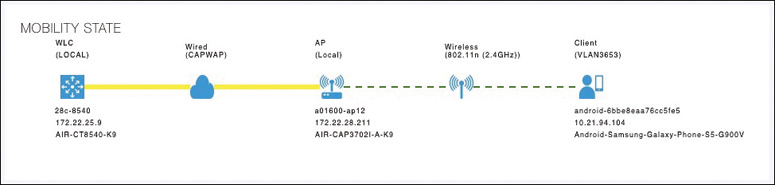 MOBILITY STATE
WLC
(LOCAL)
Wired
(CAPWAP)
AP
(Local)
Wireless
(802.11n (2.4GHz))
Client
(VLAN3653)
28c-8540
172.22.25.9
AIR-CT8540-K9
a01600-ap12
172.22.28.211
AIR-CAP3702I-A-K9
android-6bbe8eaa76cc5fe5
10.21.94.104
Android-Samsung-Galaxy-Phone-S5-G900V